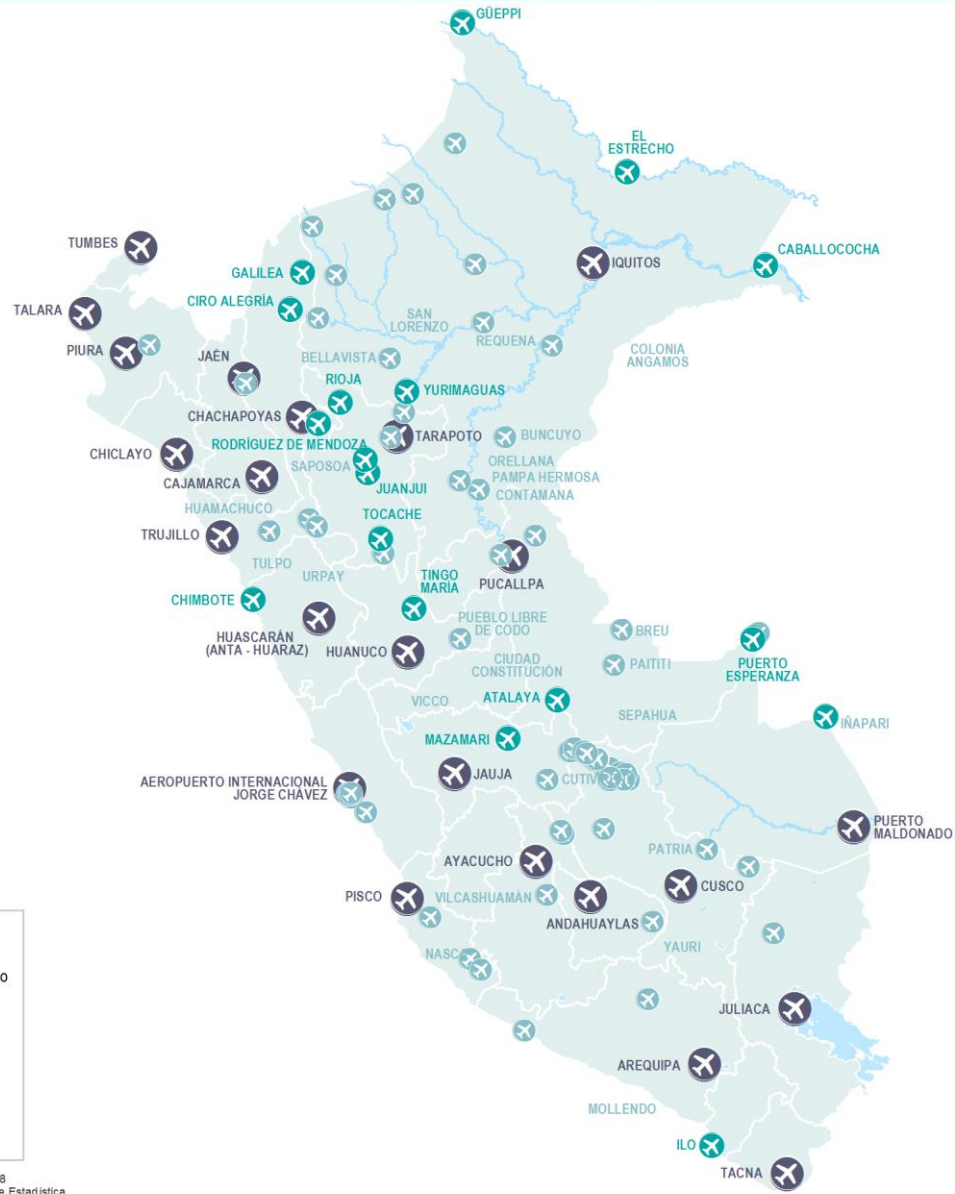 GÜEPPI
EL
ESTRECHO
TUMBES
GALILEA
IQUITOS
CABALLOCOCHA
TALARA
CIRO ALEGRÍA
SAN
LORENZO
PIURA
REQUENA
JAÉN
BELLAVISTA
COLONIA
ANGAMOS
RIOJA
YURIMAGUAS
CHACHAPOYAS
TARAPOTO
BUNCUYO
RODRÍGUEZ DE MENDOZA
CHICLAYO
SAPOSOA
ORELLANA
CAJAMARCA
JUANJUI
PAMPA HERMOSA
CONTAMANA
HUAMACHUCO
TOCACHE
TRUJILLO
TULPO
URPAY
PUCALLPA
TINGO
MARÍA
CHIMBOTE
PUEBLO LIBRE
DE CODO
BREU
HUASCARÁN
(ANTA - HUARAZ)
HUANUCO
CIUDAD
CONSTITUCIÓN
PAITITI
PUERTO
ESPERANZA
VICCO
ATALAYA
SEPAHUA
IÑAPARI
MAZAMARI
AEROPUERTO INTERNACIONAL
JORGE CHÁVEZ
JAUJA
PUERTO
MALDONADO
PATRIA
AYACUCHO
CUSCO
PISCO
VILCASHUAMÁN
ANDAHUAYLAS
YAURI
O
JULIACA
AREQUIPA
MOLLENDO
ILO
TACNA
8
e Estadística